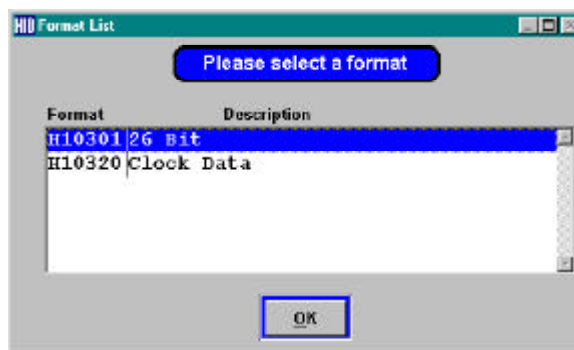 HID Format List
Please select a format
Format Description
H10301 26 Bit
H10320 Clock Data
OK